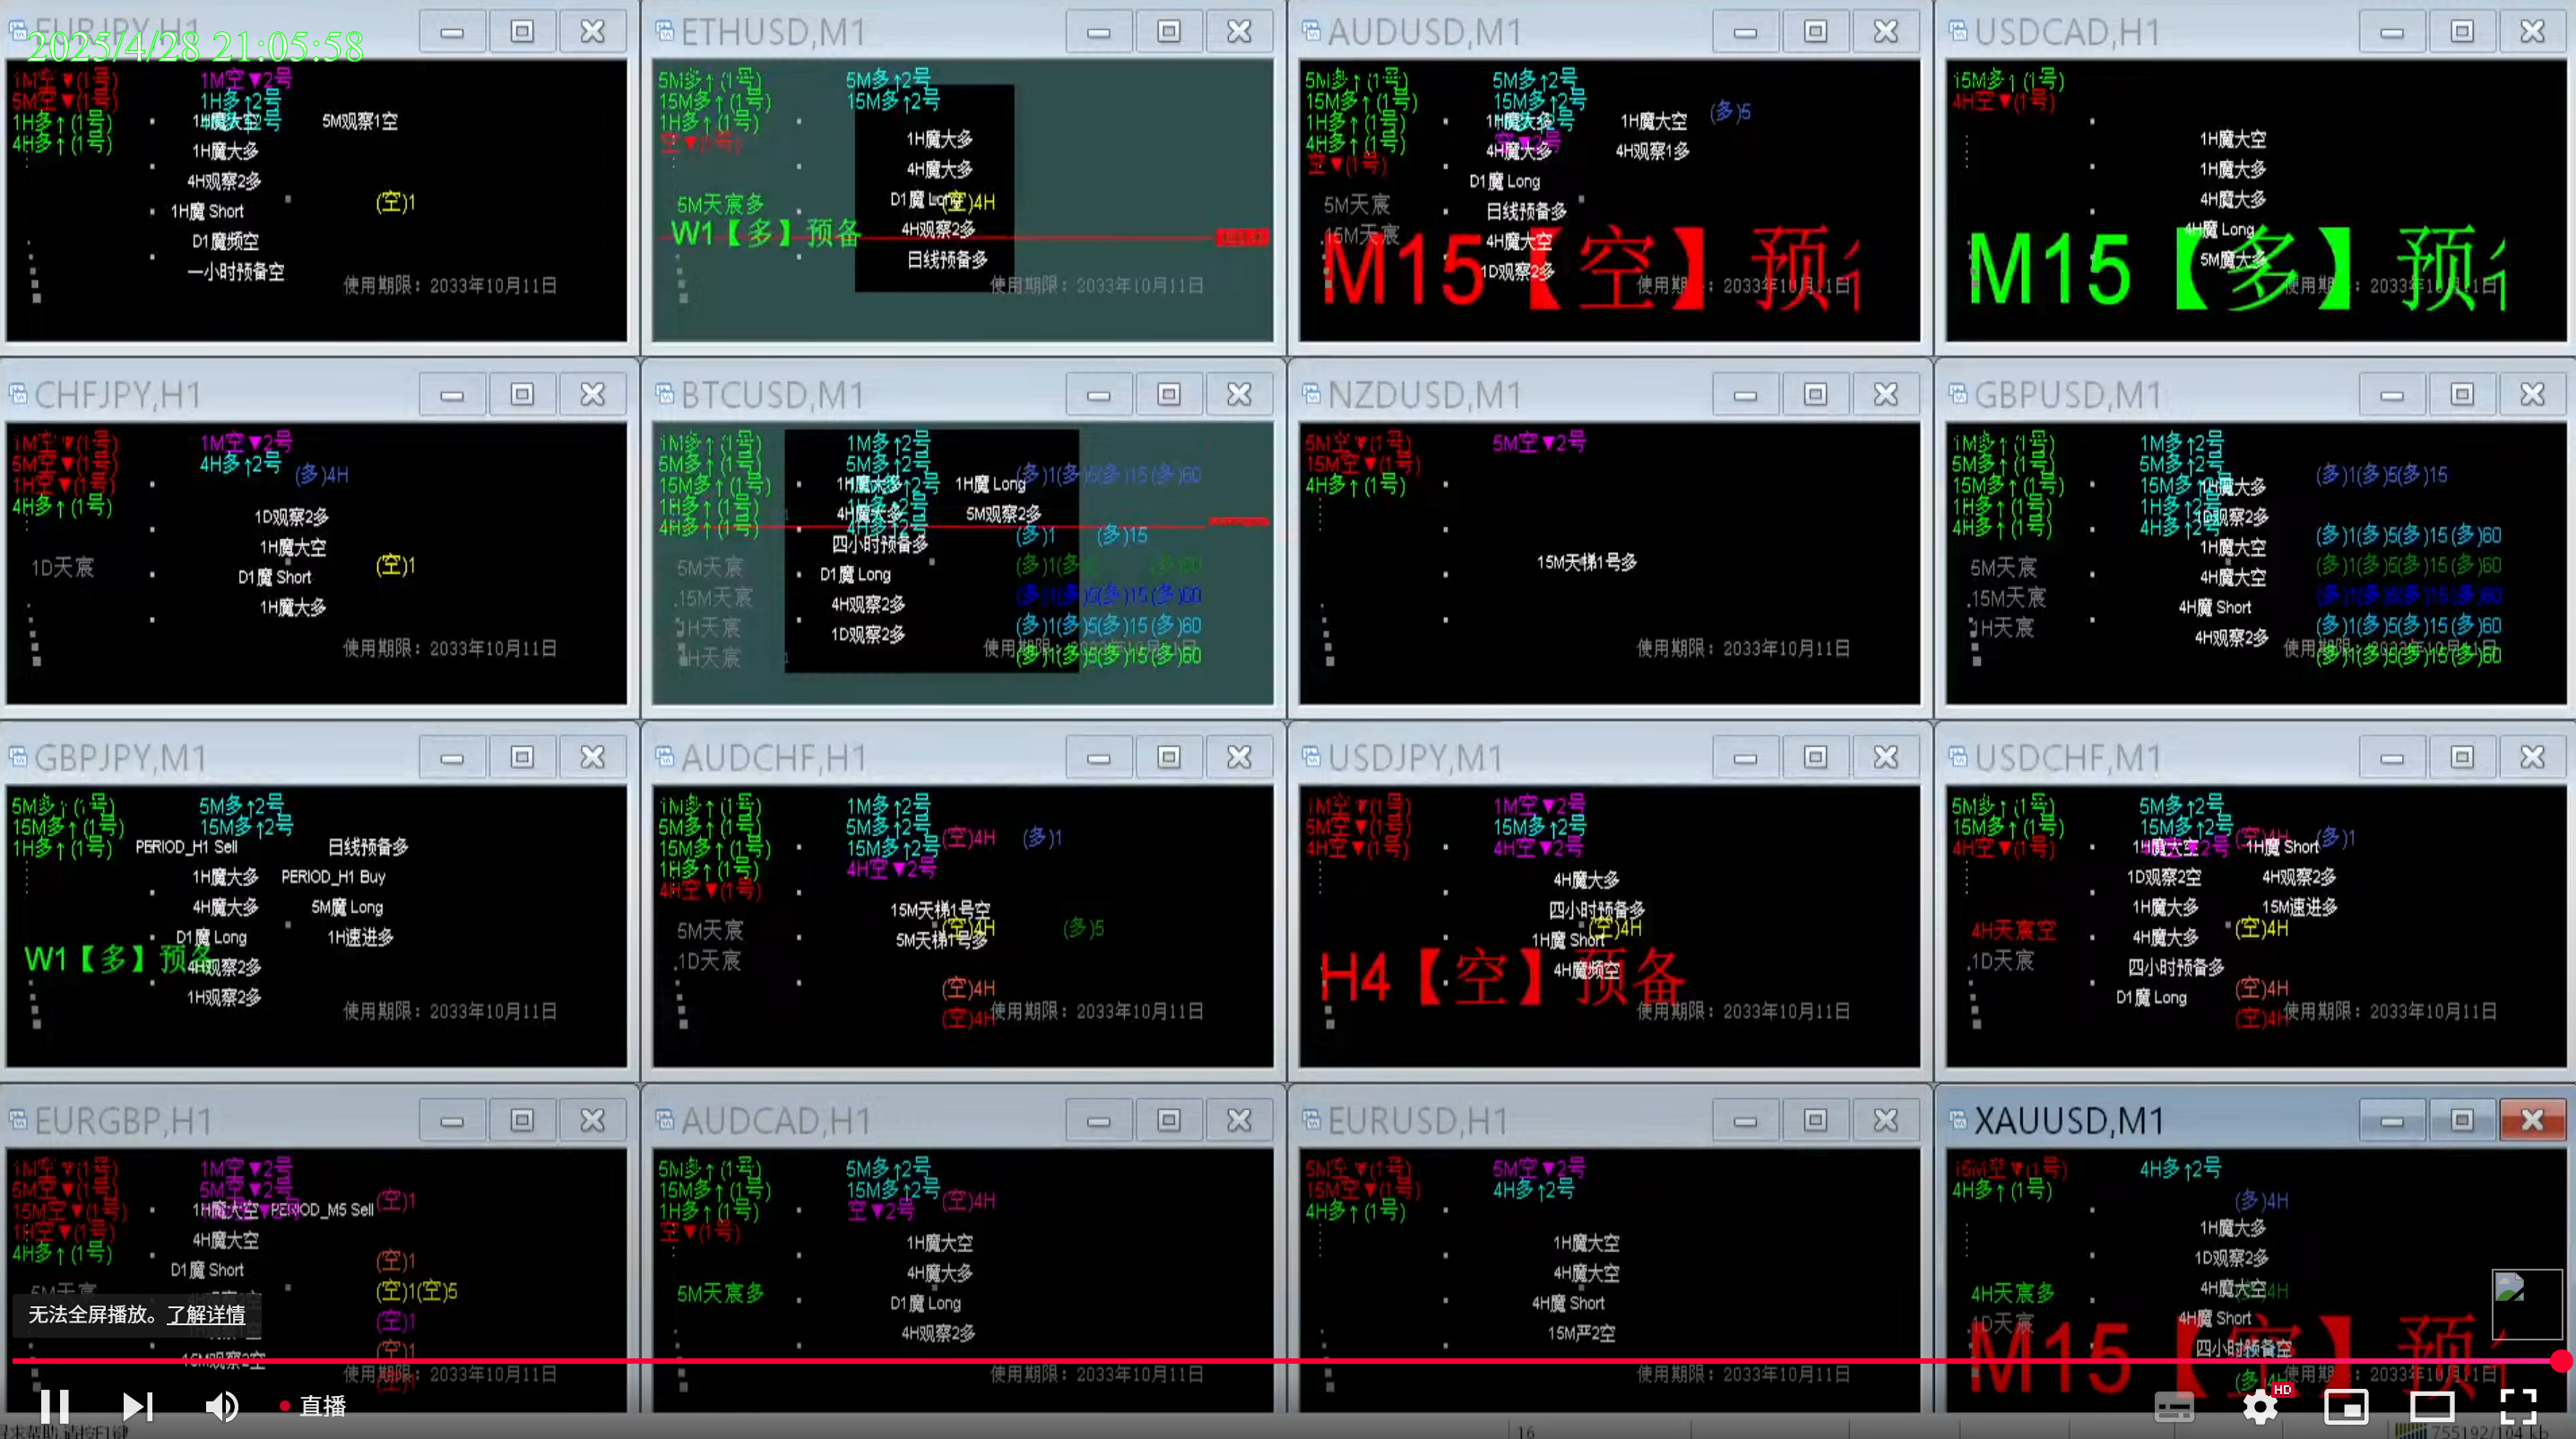 EURJPY,H1
2025/4/28 21:05:58
1M空▼(1号)
5M空▼(1号)
1H多↑(1号)
4H多↑(1号)
1M空▼2号
1H多↑2号
1H魔大空
5M观察1空
1H魔大多
4H观察2多
1H魔 Short
(空)1
D1魔频空
一小时预备空
使用期限：2033年10月11日
ETHUSD,M1
5M多↑(1号)
15M多↑(1号)
1H多↑(1号)
空▼(1号)
5M多↑2号
15M多↑2号
1H魔大多
4H魔大多
D1魔 Long
(空)4H
5M天宸多
W1【多】预备
4H观察2多
日线预备多
使用期限：2033年10月11日
AUDUSD,M1
5M多↑(1号)
15M多↑(1号)
1H多↑(1号)
4H多↑(1号)
空▼(1号)
5M多↑2号
15M多↑2号
1H魔大多
空▼2号
4H魔大多
1H魔大空
4H观察1多
(多)5
D1魔 Long
日线预备多
4H魔大空
1D观察2多
5M天宸
.15M天宸
M15【空】预
使用期限：2033年10月11日
USDCAD,H1
15M多↑(1号)
4H空▼(1号)
1H魔大空
1H魔大多
4H魔大多
4H魔 Long
5M魔大多
M15【多】预
使用期限：2033年10月11日
CHFJPY,H1
1M空▼(1号)
5M空▼(1号)
1H空▼(1号)
4H多↑(1号)
1M空▼2号
4H多↑2号
(多)4H
1D观察2多
1H魔大空
1D天宸
(空)1
D1魔 Short
1H魔大多
使用期限：2033年10月11日
BTCUSD,M1
1M多↑(1号)
5M多↑(1号)
15M多↑(1号)
1H多↑(1号)
4H多↑(1号)
1M多↑2号
5M多↑2号
15M多↑2号
1H多↑2号
4H多↑2号
1H魔大多
1H魔 Long
(多)1(多)5(多)15(多)60
4H魔大多
5M观察2多
四小时预备多
(多)1
(多)15
D1魔 Long
(多)1(多)
(多)60
4H观察2多
(多)1(多)5(多)15(多)60
1D观察2多
(多)1(多)5(多)15(多)60
(多)1(多)5(多)15(多)60
5M天宸
.15M天宸
1H天宸
H天宸
使用期限
NZDUSD,M1
5M空▼(1号)
15M空▼(1号)
4H多↑(1号)
5M空▼2号
15M天梯1号多
使用期限：2033年10月11日
GBPUSD,M1
1M多↑(1号)
5M多↑(1号)
15M多↑(1号)
1H多↑(1号)
4H多↑(1号)
1M多↑2号
5M多↑2号
15M多↑2号
1H多↑2号
4H多↑2号
1H魔大多
1D观察2多
1H魔大空
4H魔大空
4H魔 Short
4H观察2多
(多)1(多)5(多)15
(多)1(多)5(多)15(多)60
(多)1(多)5(多)15(多)60
(多)1(多)5(多)15(多)60
(多)1(多)5(多)15(多)60
(多)1(多)5(多)15(多)60
5M天宸
.15M天宸
1H天宸
GBPJPY,M1
5M多↑(1号)
15M多↑(1号)
1H多↑(1号)
5M多↑2号
15M多↑2号
PERIOD_H1 Sell
日线预备多
1H魔大多
PERIOD_H1 Buy
4H魔大多
5M魔 Long
D1魔 Long
1H速进多
W1【多】预备
4H观察2多
1H观察2多
使用期限：2033年10月11日
AUDCHF,H1
1M多↑(1号)
5M多↑(1号)
15M多↑(1号)
1H多↑(1号)
4H空▼(1号)
1M多↑2号
5M多↑2号
15M多↑2号
4H空▼2号
(空)4H
(多)1
15M天梯1号空
(空)4H
(多)5
5M天梯1号多
5M天宸
.1D天宸
(空)4H
(空)4H
使用期限：2033年10月11日
USDJPY,M1
1M空▼(1号)
5M空▼(1号)
4H空▼(1号)
1M空▼2号
15M多↑2号
4H空▼2号
4H魔大多
四小时预备多
(空)4H
1H魔 Short
4H魔频空
H4【空】预备
使用期限：2033年10月11日
USDCHF,M1
5M多↑(1号)
15M多↑(1号)
4H空▼(1号)
5M多↑2号
15M多↑2号
(空)4H
(多)1
1H魔大空
1H魔 Short
1D观察2空
4H观察2多
1H魔大多
15M速进多
4H魔大多
(空)4H
四小时预备多
D1魔 Long
4H天宸空
.1D天宸
(空)4H
(空)4H
使用期限：2033年10月11日
EURGBP,H1
1M空▼(1号)
5M空▼(1号)
15M空▼(1号)
1H空▼(1号)
4H多↑(1号)
1M空▼2号
5M空▼2号
1H魔大空
PERIOD_M5 Sell
(空)1
4H魔大空
D1魔 Short
(空)1
(空)1(空)5
(空)1
(空)1
5M天宸
15M观察2空
使用期限：2033年10月11日
AUDCAD,H1
5M多↑(1号)
15M多↑(1号)
1H多↑(1号)
空▼(1号)
5M多↑2号
15M多↑2号
空▼2号
(空)4H
1H魔大空
4H魔大多
D1魔 Long
4H观察2多
5M天宸多
使用期限：2033年10月11日
EURUSD,H1
5M空▼(1号)
15M空▼(1号)
4H多↑(1号)
5M空▼2号
4H多↑2号
1H魔大空
4H魔大空
4H魔 Short
15M严2空
使用期限：2033年10月11日
XAUUSD,M1
15M空▼(1号)
4H多↑(1号)
4H多↑2号
(多)4H
1H魔大多
1D观察2多
4H魔大空
4H魔 Short
四小时预备空
4H天宸多
.1D天宸
M15【空】预
使用期限：2033年10月11日
无法全屏播放。了解详情
直播
HD
16
755192/104 kb